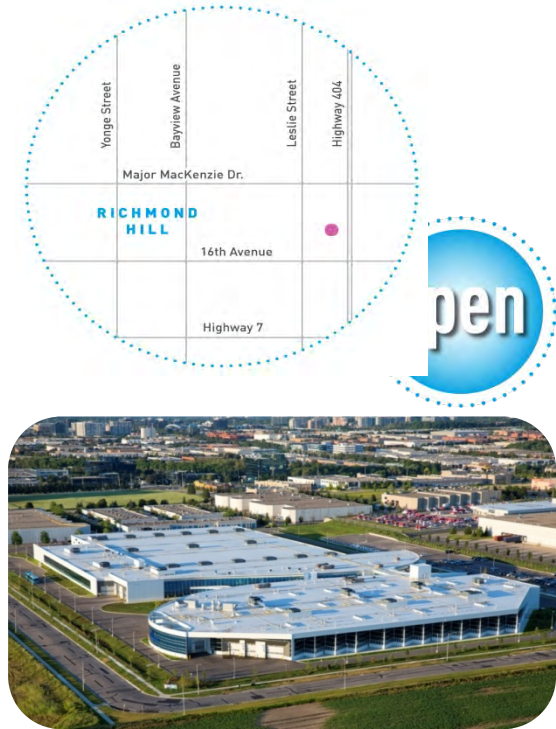 Yonge Street
Bayview Avenue
Leslie Street
Highway 404
Major MacKenzie Dr.
RICHMOND
HILL
16th Avenue
Highway 7
pen